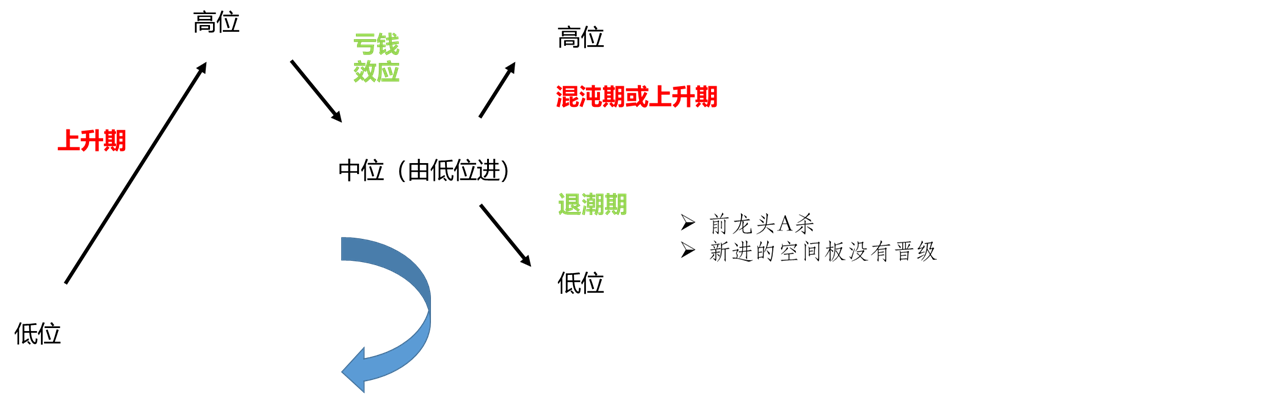 高位
亏钱
效应
高位
混沌期或上升期
上升期
中位（由低位进）
退潮期
➢ 前龙头A杀
➢ 新进的空间板没有晋级
低位
低位